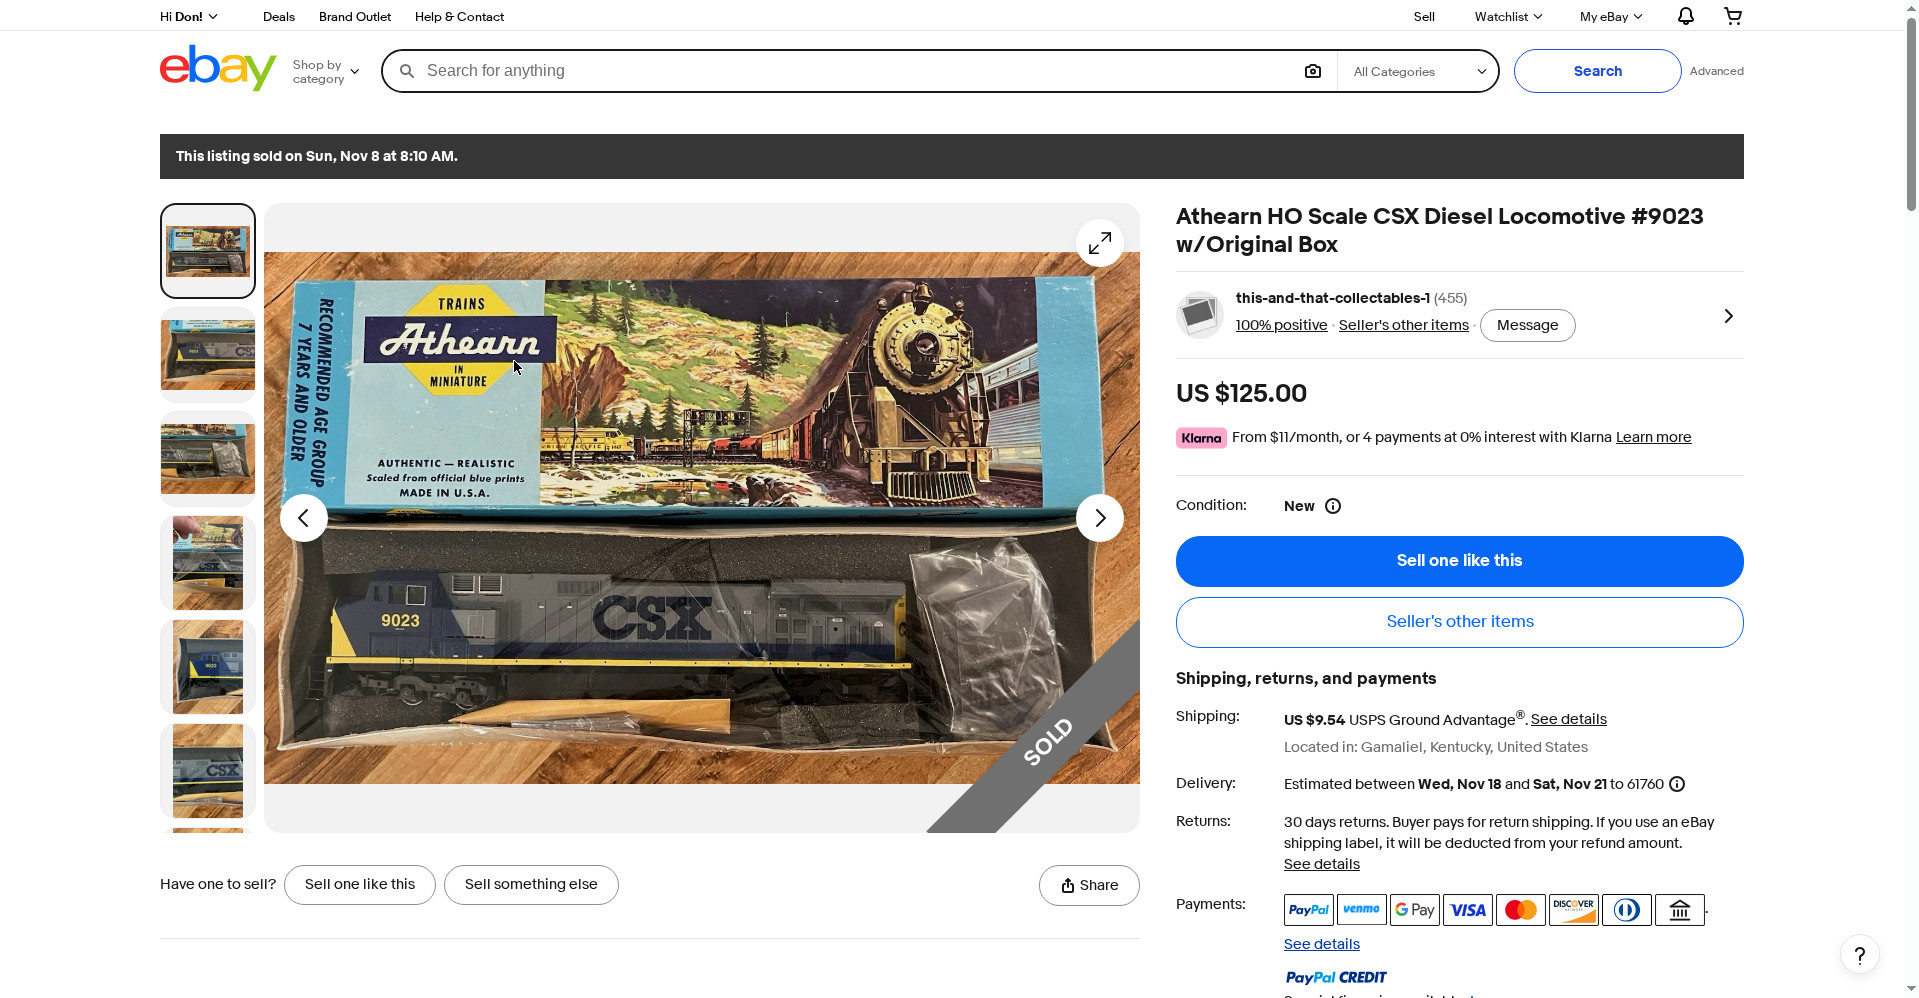 Hi Don!
Deals
Brand Outlet
Help & Contact
Sell
Watchlist
My eBay
ebay
Shop by
category
Search for anything
All Categories
Search
Advanced
This listing sold on Sun, Nov 8 at 8:10 AM.
TRAINS
Athearn
IN
MINIATURE
RECOMMENDED AGE GROUP
7 YEARS AND OLDER
UNION PACIFIC
AUTHENTIC — REALISTIC
Scaled from official blue prints
MADE IN U.S.A.
9023
CSX
SOLD
Have one to sell?
Sell one like this
Sell something else
Share
Athearn HO Scale CSX Diesel Locomotive #9023
w/Original Box
this-and-that-collectables-1 (455)
100% positive · Seller's other items · Message
US $125.00
Klarna From $11/month, or 4 payments at 0% interest with Klarna Learn more
Condition: New
Sell one like this
Seller's other items
Shipping, returns, and payments
Shipping: US $9.54 USPS Ground Advantage®. See details
Located in: Gamaliel, Kentucky, United States
Delivery: Estimated between Wed, Nov 18 and Sat, Nov 21 to 61760
Returns: 30 days returns. Buyer pays for return shipping. If you use an eBay
shipping label, it will be deducted from your refund amount.
See details
Payments: PayPal venmo G Pay VISA DISCOVER .
See details
PayPal CREDIT
?